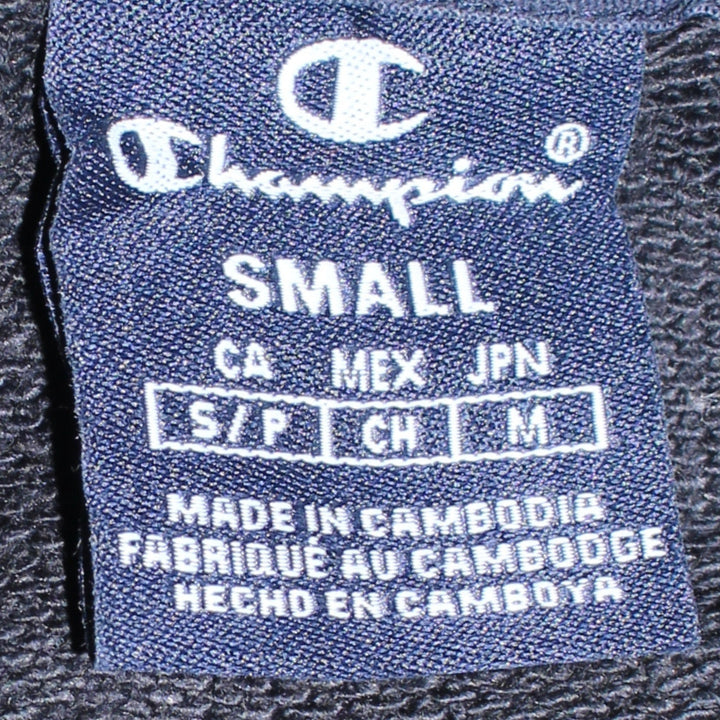 Champion®
SMALL
CA MEX JPN
S/P CH M
MADE IN CAMBODIA
FABRIQUÉ AU CAMBODGE
HECHO EN CAMBOYA